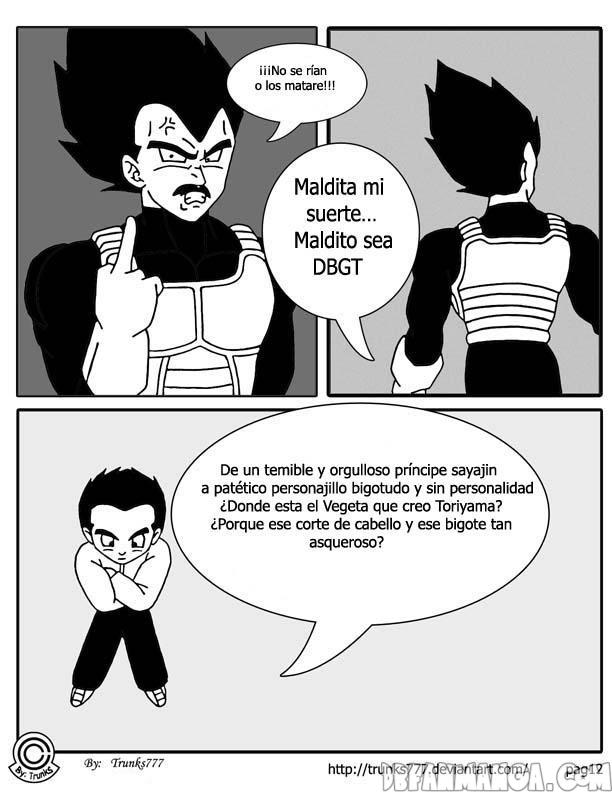 ¡¡¡No se rían
o los matare!!!
Maldita mi
suerte...
Maldito sea
DBGT
De un temible y orgulloso príncipe sayajin
a patético personajillo bigotudo y sin personalidad
¿Donde esta el Vegeta que creo Toriyama?
¿Porque ese corte de cabello y ese bigote tan
asqueroso?
By: Trunks
By: Trunks777
http://trunks777.deviantart.com/
pag12
DBFANMANGA.COM